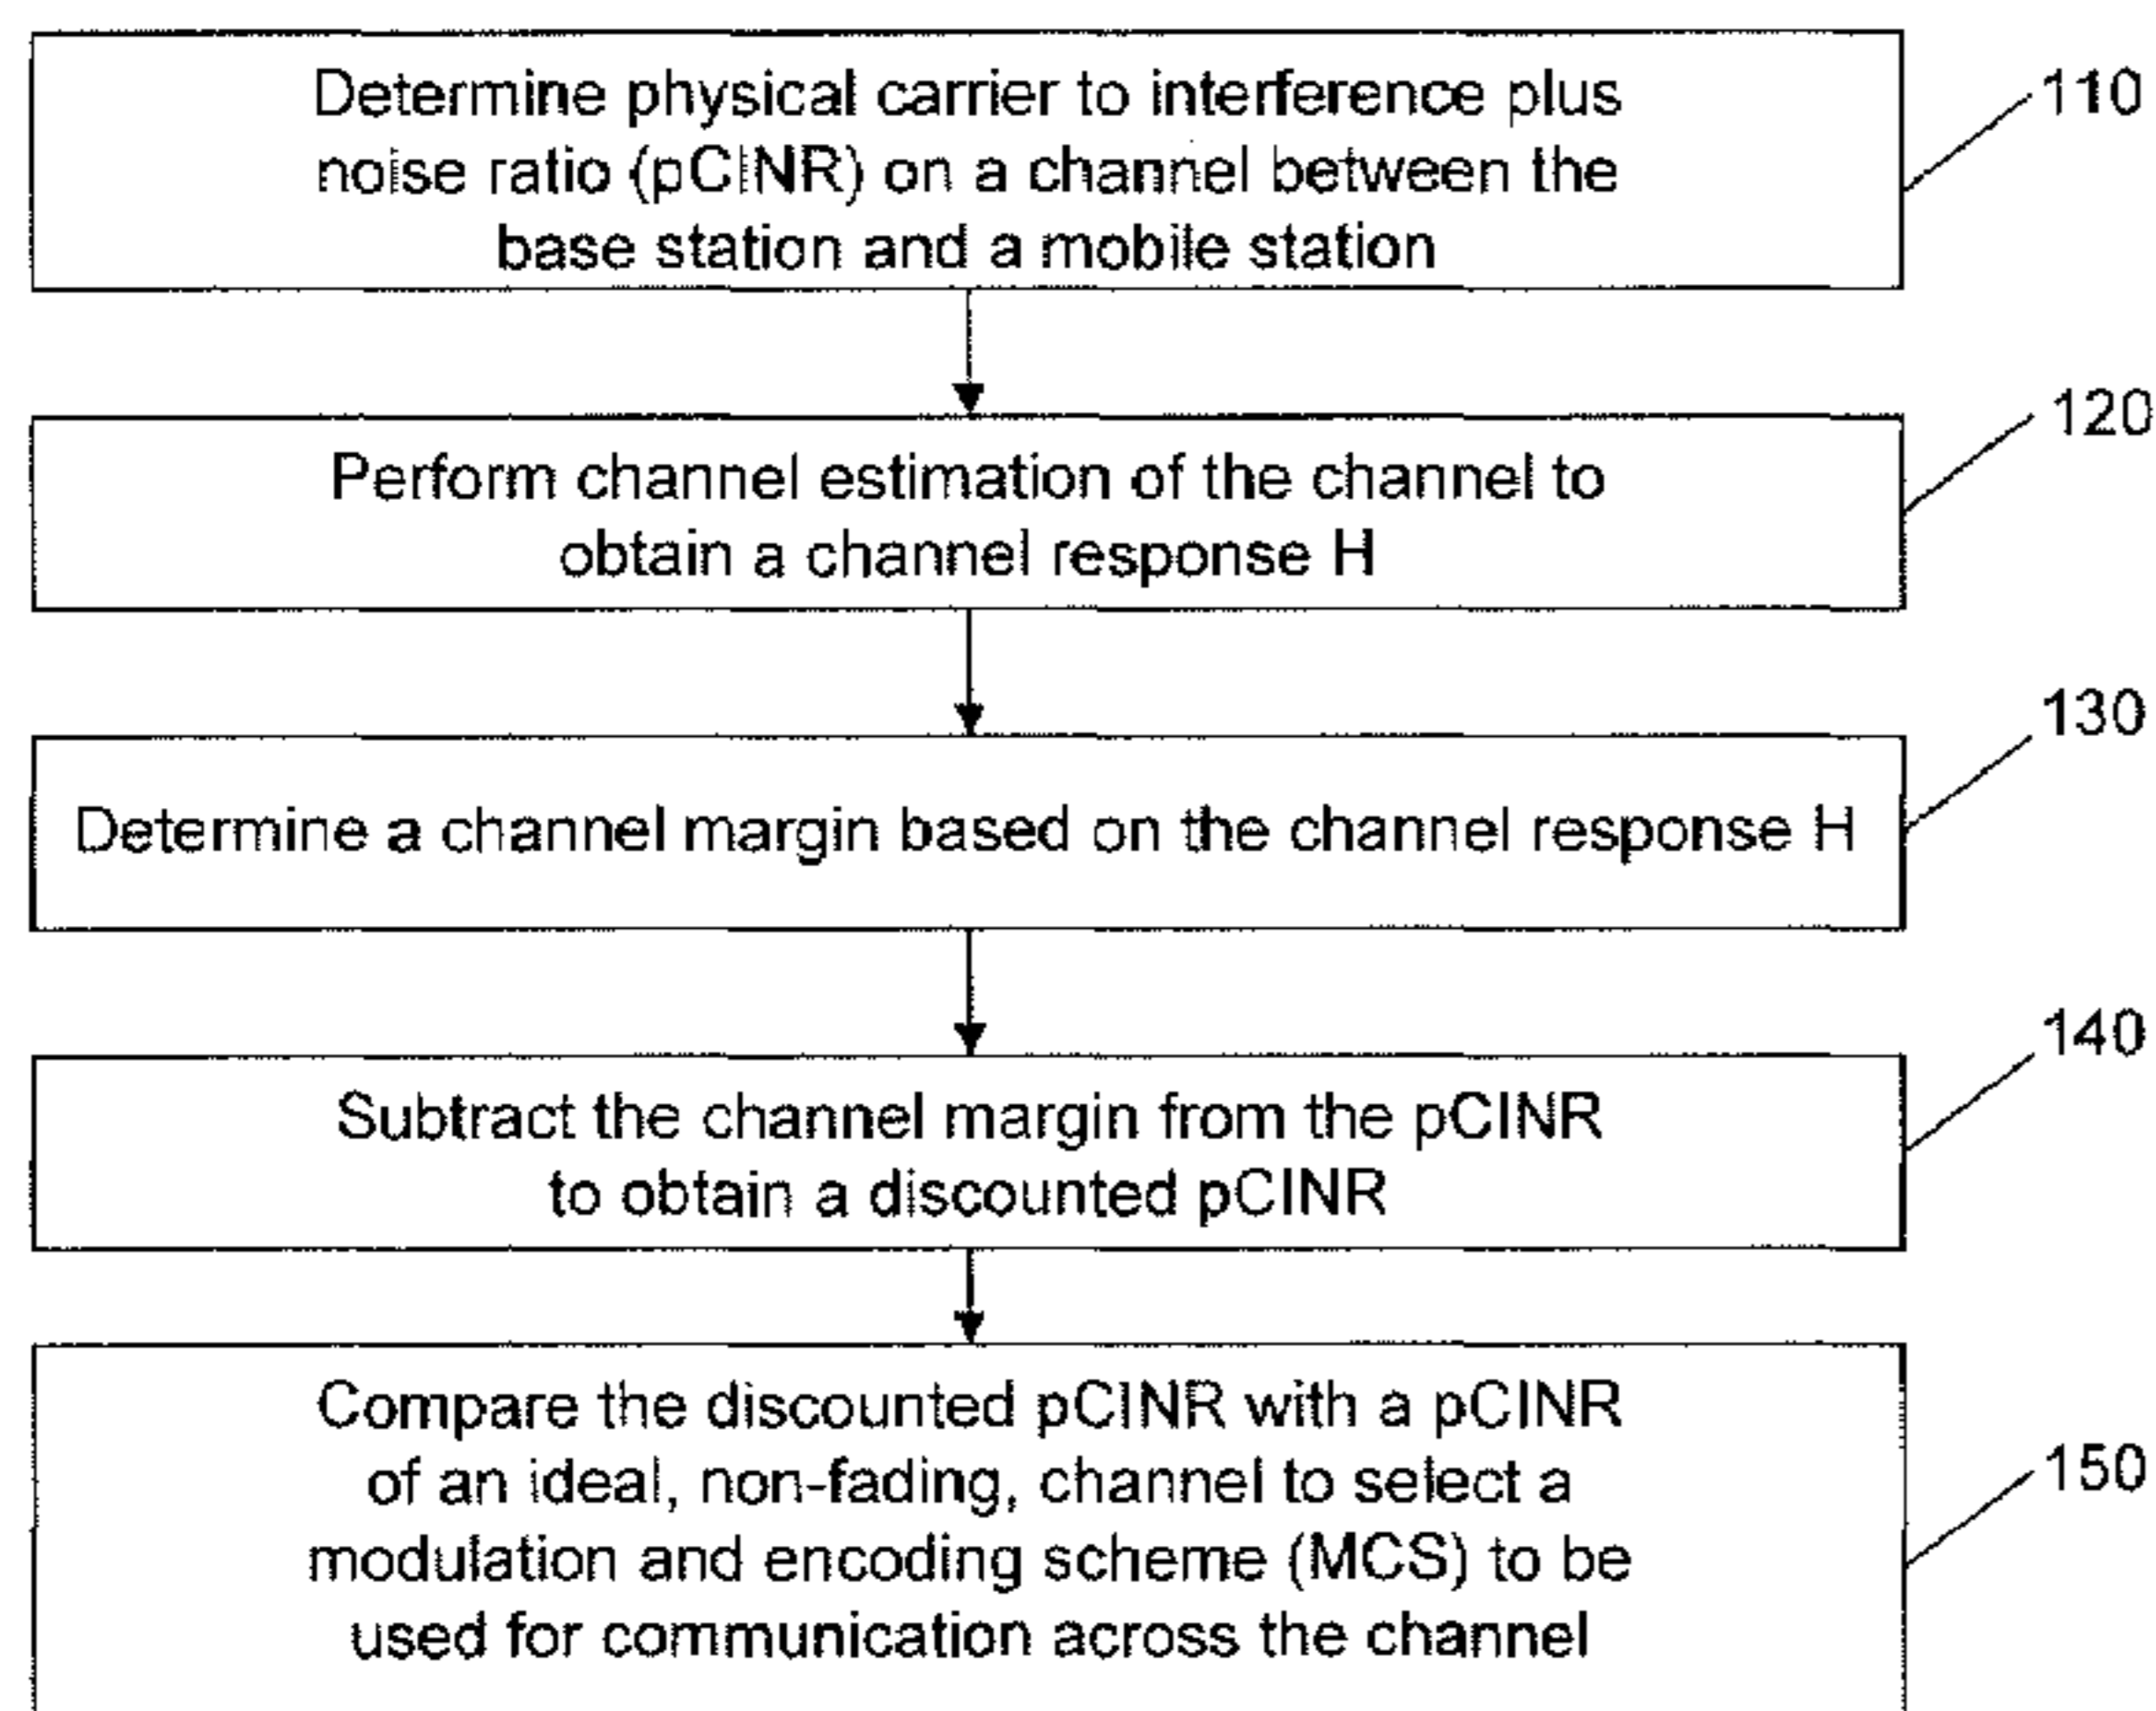 Determine physical carrier to interference plus
noise ratio (pCINR) on a channel between the
base station and a mobile station
110
Perform channel estimation of the channel to
obtain a channel response H
120
Determine a channel margin based on the channel response H
130
Subtract the channel margin from the pCINR
to obtain a discounted pCINR
140
Compare the discounted pCINR with a pCINR
of an ideal, non-fading, channel to select a
modulation and encoding scheme (MCS) to be
used for communication across the channel
150